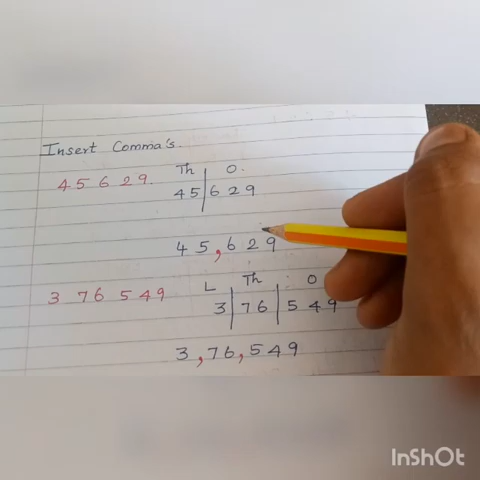 Insert Comma's.
45629.
Th | O.
45 | 629
45,629
3 76 549
L | Th | O
3 | 76 | 549
3,76,549
InShOt